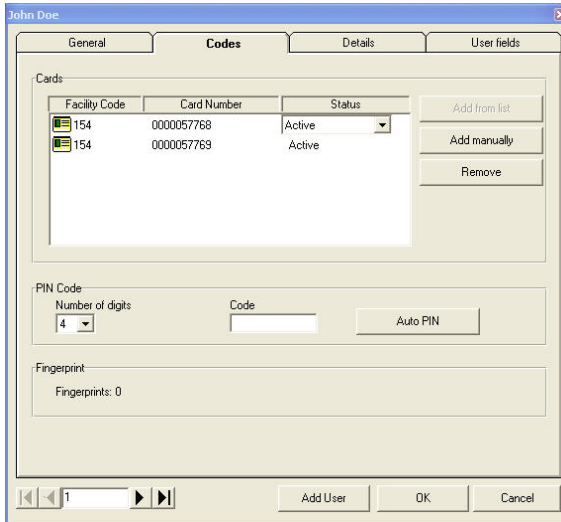 John Doe
General Codes Details User fields
Cards
Facility Code Card Number Status
154 0000057768 Active
154 0000057769 Active
Add from list
Add manually
Remove
PIN Code
Number of digits Code
4
Auto PIN
Fingerprint
Fingerprints: 0
1
Add User OK Cancel